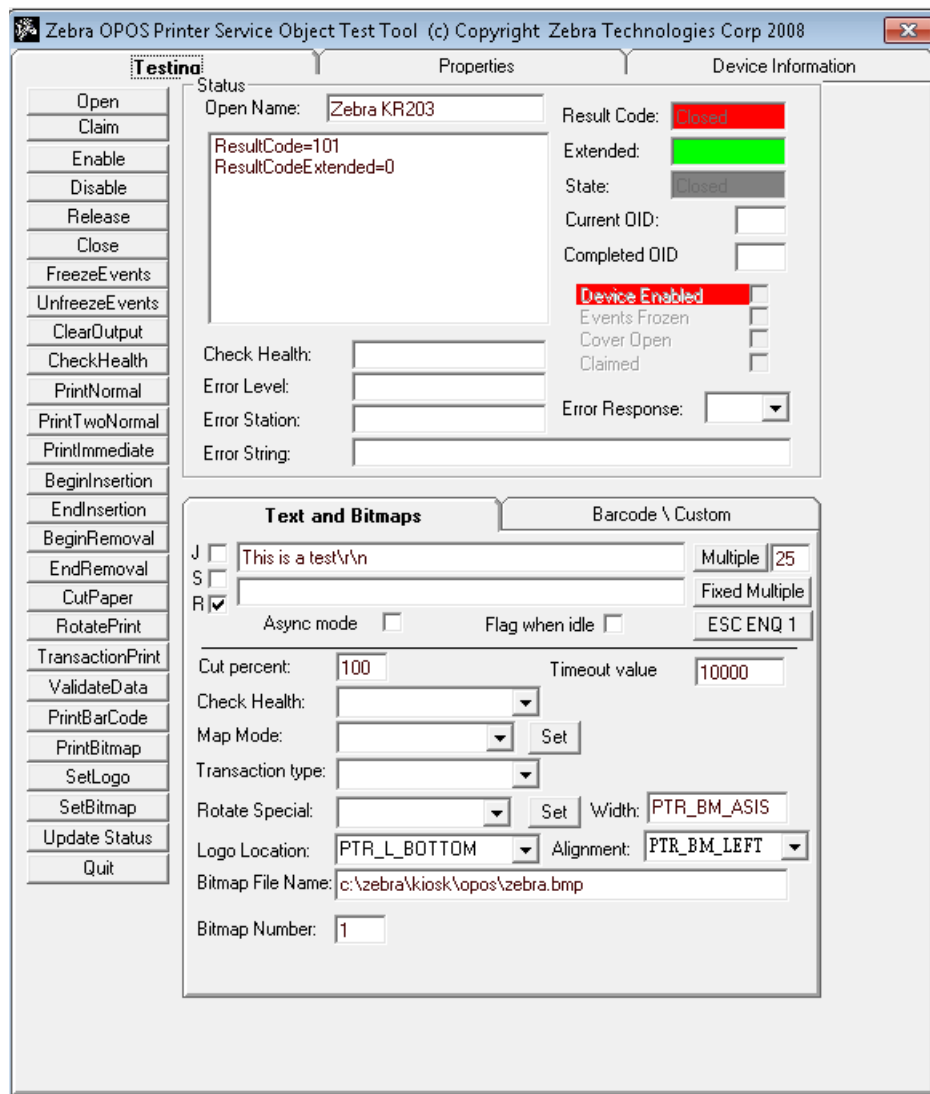 Zebra OPOS Printer Service Object Test Tool (c) Copyright Zebra Technologies Corp 2008
Testing
Properties
Device Information
Open
Claim
Enable
Disable
Release
Close
FreezeEvents
UnfreezeEvents
ClearOutput
CheckHealth
PrintNormal
PrintTwoNormal
PrintImmediate
BeginInsertion
EndInsertion
BeginRemoval
EndRemoval
CutPaper
RotatePrint
TransactionPrint
ValidateData
PrintBarCode
PrintBitmap
SetLogo
SetBitmap
Update Status
Quit
Status
Open Name: Zebra KR203
ResultCode=101
ResultCodeExtended=0
Result Code: Closed
Extended:
State: Closed
Current OID:
Completed OID
Device Enabled
Events Frozen
Cover Open
Claimed
Check Health:
Error Level:
Error Station:
Error Response:
Error String:
Text and Bitmaps
Barcode \ Custom
J This is a test\r\n Multiple 25
S
R
Fixed Multiple
Async mode Flag when idle ESC ENQ 1
Cut percent: 100 Timeout value 10000
Check Health:
Map Mode: Set
Transaction type:
Rotate Special: Set Width: PTR_BM_ASIS
Logo Location: PTR_L_BOTTOM Alignment: PTR_BM_LEFT
Bitmap File Name: c:\zebra\kiosk\opos\zebra.bmp
Bitmap Number: 1